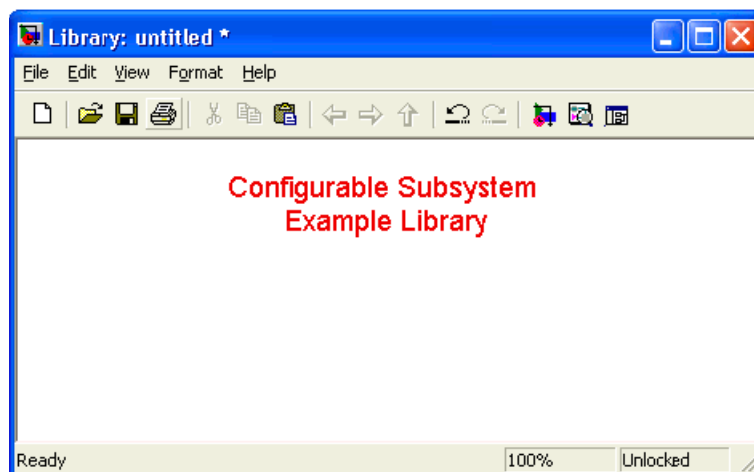 Library: untitled *
File Edit View Format Help
Configurable Subsystem
Example Library
Ready 100% Unlocked